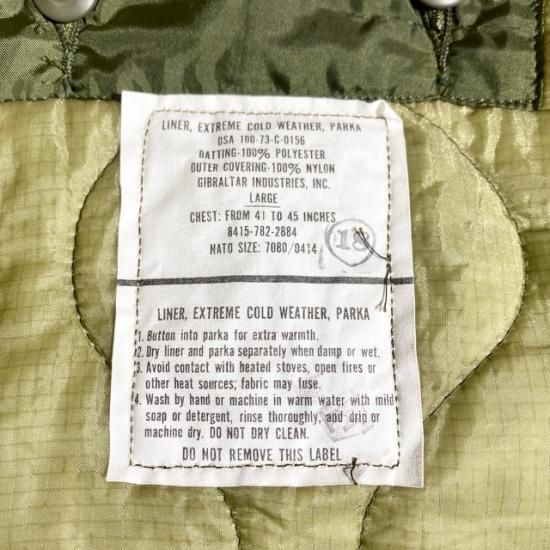 LINER, EXTREME COLD WEATHER, PARKA
DSA 100-73-C-0156
BATTING-100% POLYESTER
OUTER COVERING-100% NYLON
GIBRALTAR INDUSTRIES, INC.
LARGE
CHEST: FROM 41 TO 45 INCHES
8415-782-2884
NATO SIZE: 7080/0414
18
LINER, EXTREME COLD WEATHER, PARKA
1. Button into parka for extra warmth.
2. Dry liner and parka separately when damp or wet.
3. Avoid contact with heated stoves, open fires or
other heat sources; fabric may fuse.
4. Wash by hand or machine in warm water with mild
soap or detergent, rinse thoroughly, and drip or
machine dry. DO NOT DRY CLEAN.
DO NOT REMOVE THIS LABEL